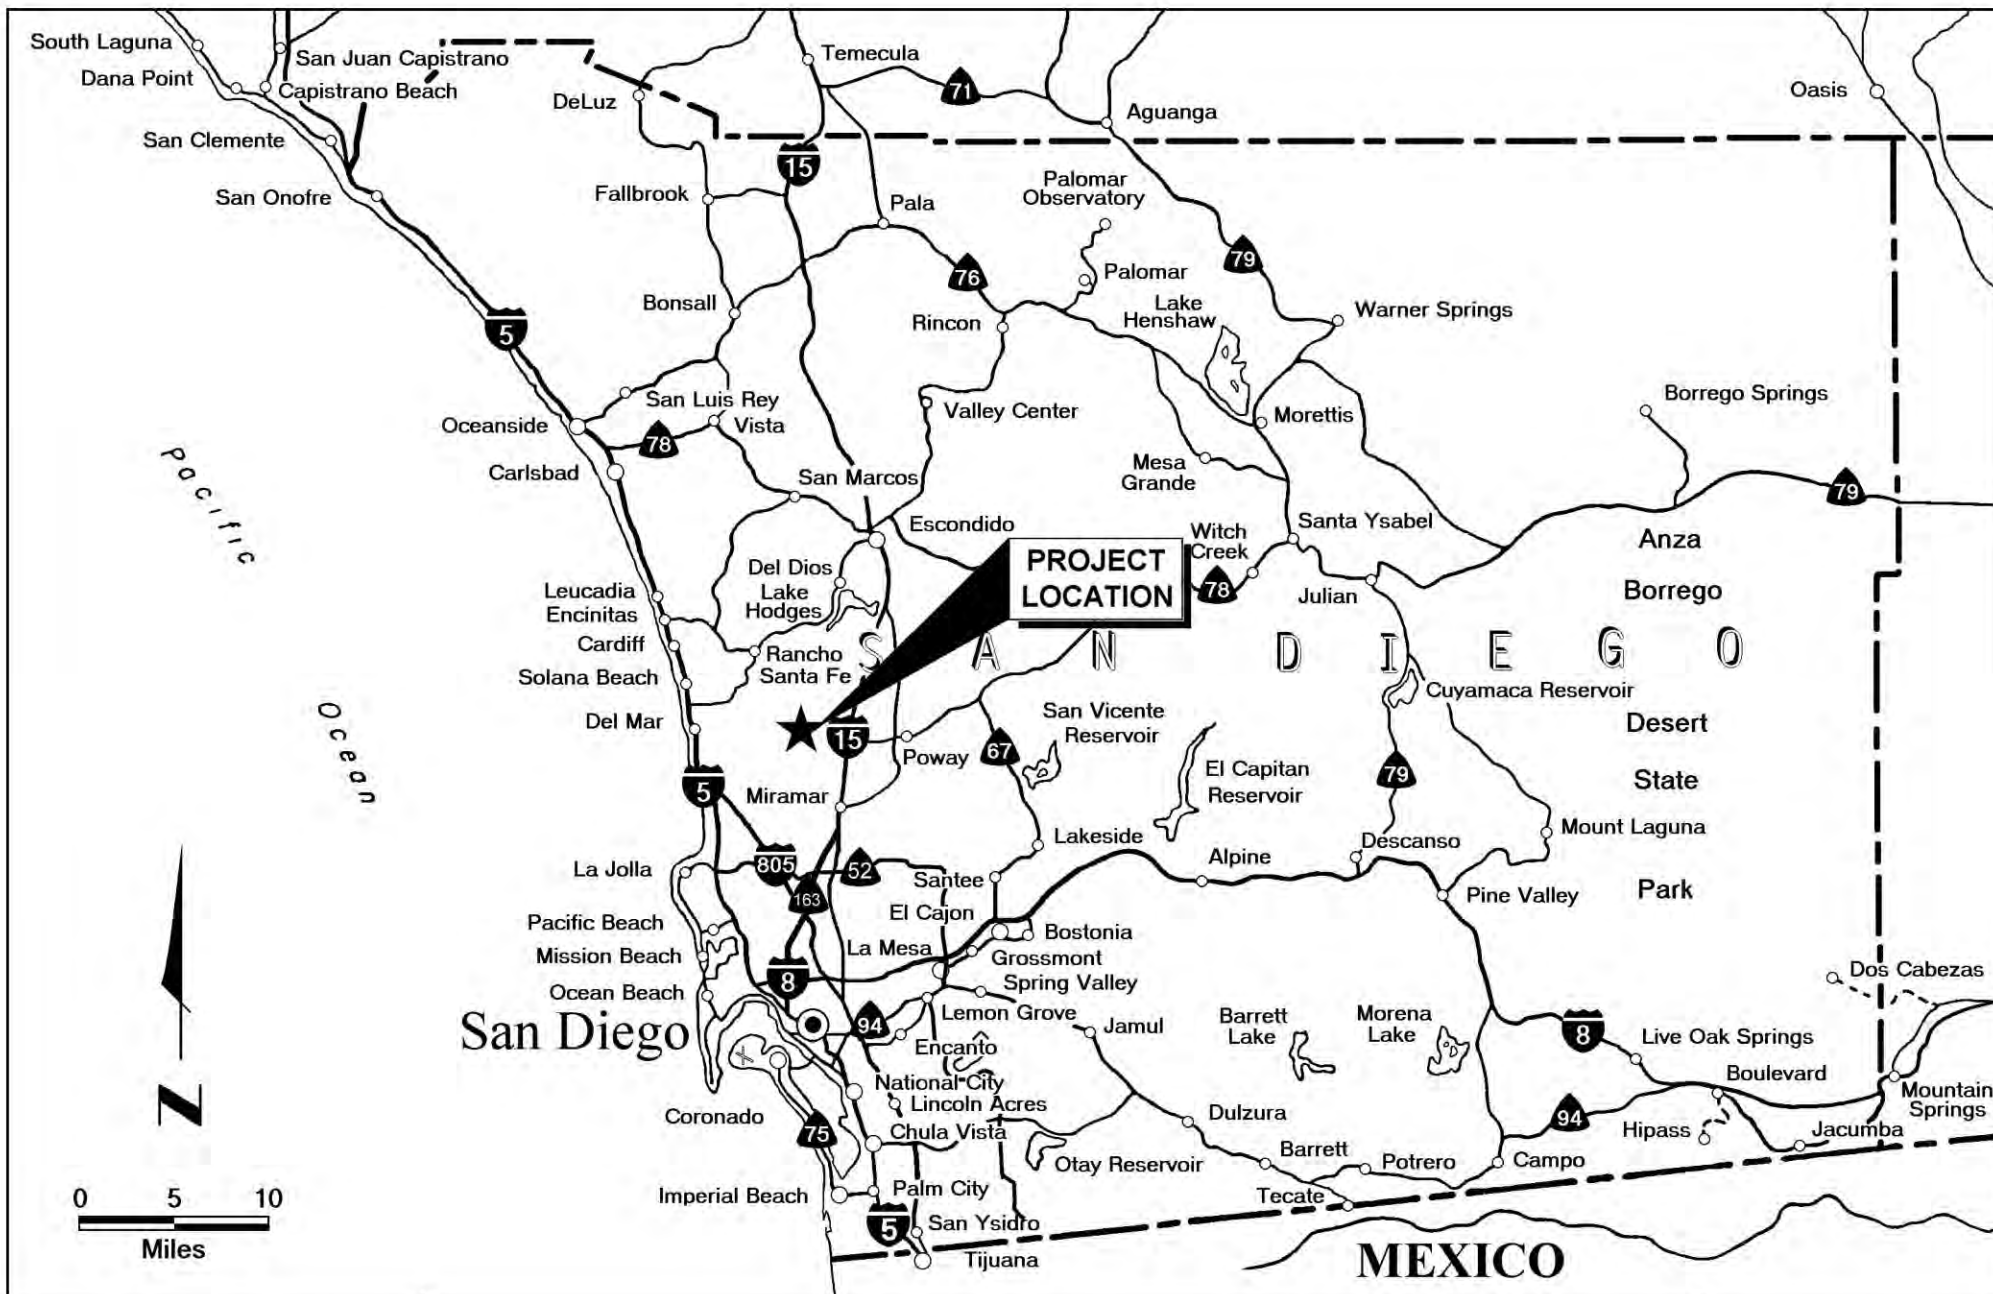 South Laguna
San Juan Capistrano
Dana Point
Capistrano Beach
San Clemente
San Onofre
Temecula
DeLuz
71
Aguanga
Oasis
15
Fallbrook
Pala
Palomar
Observatory
79
76
Palomar
Lake
Henshaw
Warner Springs
Bonsall
Rincon
5
San Luis Rey
Oceanside
Vista
78
Valley Center
Morettis
Borrego Springs
Carlsbad
San Marcos
Mesa
Grande
79
Pacific
Ocean
Escondido
Witch
Creek
Santa Ysabel
Anza
Borrego
Desert
State
Park
PROJECT
LOCATION
78
Julian
Del Dios
Lake
Hodges
Leucadia
Encinitas
Cardiff
Rancho
Santa Fe
SAN DIEGO
Solana Beach
Cuyamaca Reservoir
Del Mar
15
Poway
67
San Vicente
Reservoir
El Capitan
Reservoir
79
5
Miramar
Lakeside
Alpine
Descanso
Mount Laguna
La Jolla
805
52
163
Santee
El Cajon
Pine Valley
Pacific Beach
Mission Beach
La Mesa
Bostonia
Grossmont
8
Spring Valley
Dos Cabezas
Ocean Beach
Lemon Grove
San Diego
94
Encanto
Jamul
Barrett
Lake
Morena
Lake
8
Live Oak Springs
Boulevard
Mountain
Springs
National City
Lincoln Acres
Coronado
75
Chula Vista
Dulzura
94
Hipass
Jacumba
Otay Reservoir
Barrett
Potrero
Campo
Imperial Beach
Palm City
Tecate
5
San Ysidro
Tijuana
MEXICO
N
0 5 10
Miles